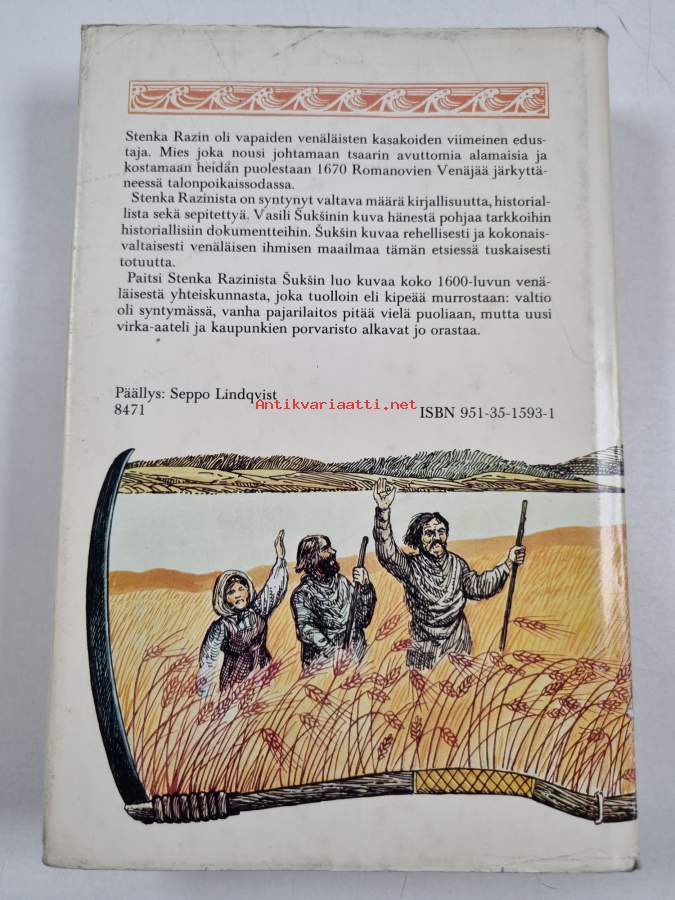 Stenka Razin oli vapaiden venäläisten kasakoiden viimeinen edus-
taja. Mies joka nousi johtamaan tsaarin avuttomia alamaisia ja
kostamaan heidän puolestaan 1670 Romanovien Venäjää järkyttä-
neessä talonpoikaissodassa.
Stenka Razinista on syntynyt valtava määrä kirjallisuutta, historial-
lista sekä sepitettyä. Vasili Šukšinin kuva hänestä pohjaa tarkkoihin
historiallisiin dokumentteihin. Šukšin kuvaa rehellisesti ja kokonais-
valtaisesti venäläisen ihmisen maailmaa tämän etsiessä tuskaisesti
totuutta.
Paitsi Stenka Razinista Šukšin luo kuvaa koko 1600-luvun venä-
läisestä yhteiskunnasta, joka tuolloin eli kipeää murrostaan: valtio
oli syntymässä, vanha pajarilaitos pitää vielä puoliaan, mutta uusi
virka-aateli ja kaupunkien porvaristo alkavat jo orastaa.
Päällys: Seppo Lindqvist
Antikvariaatti.net
8471 ISBN 951-35-1593-1